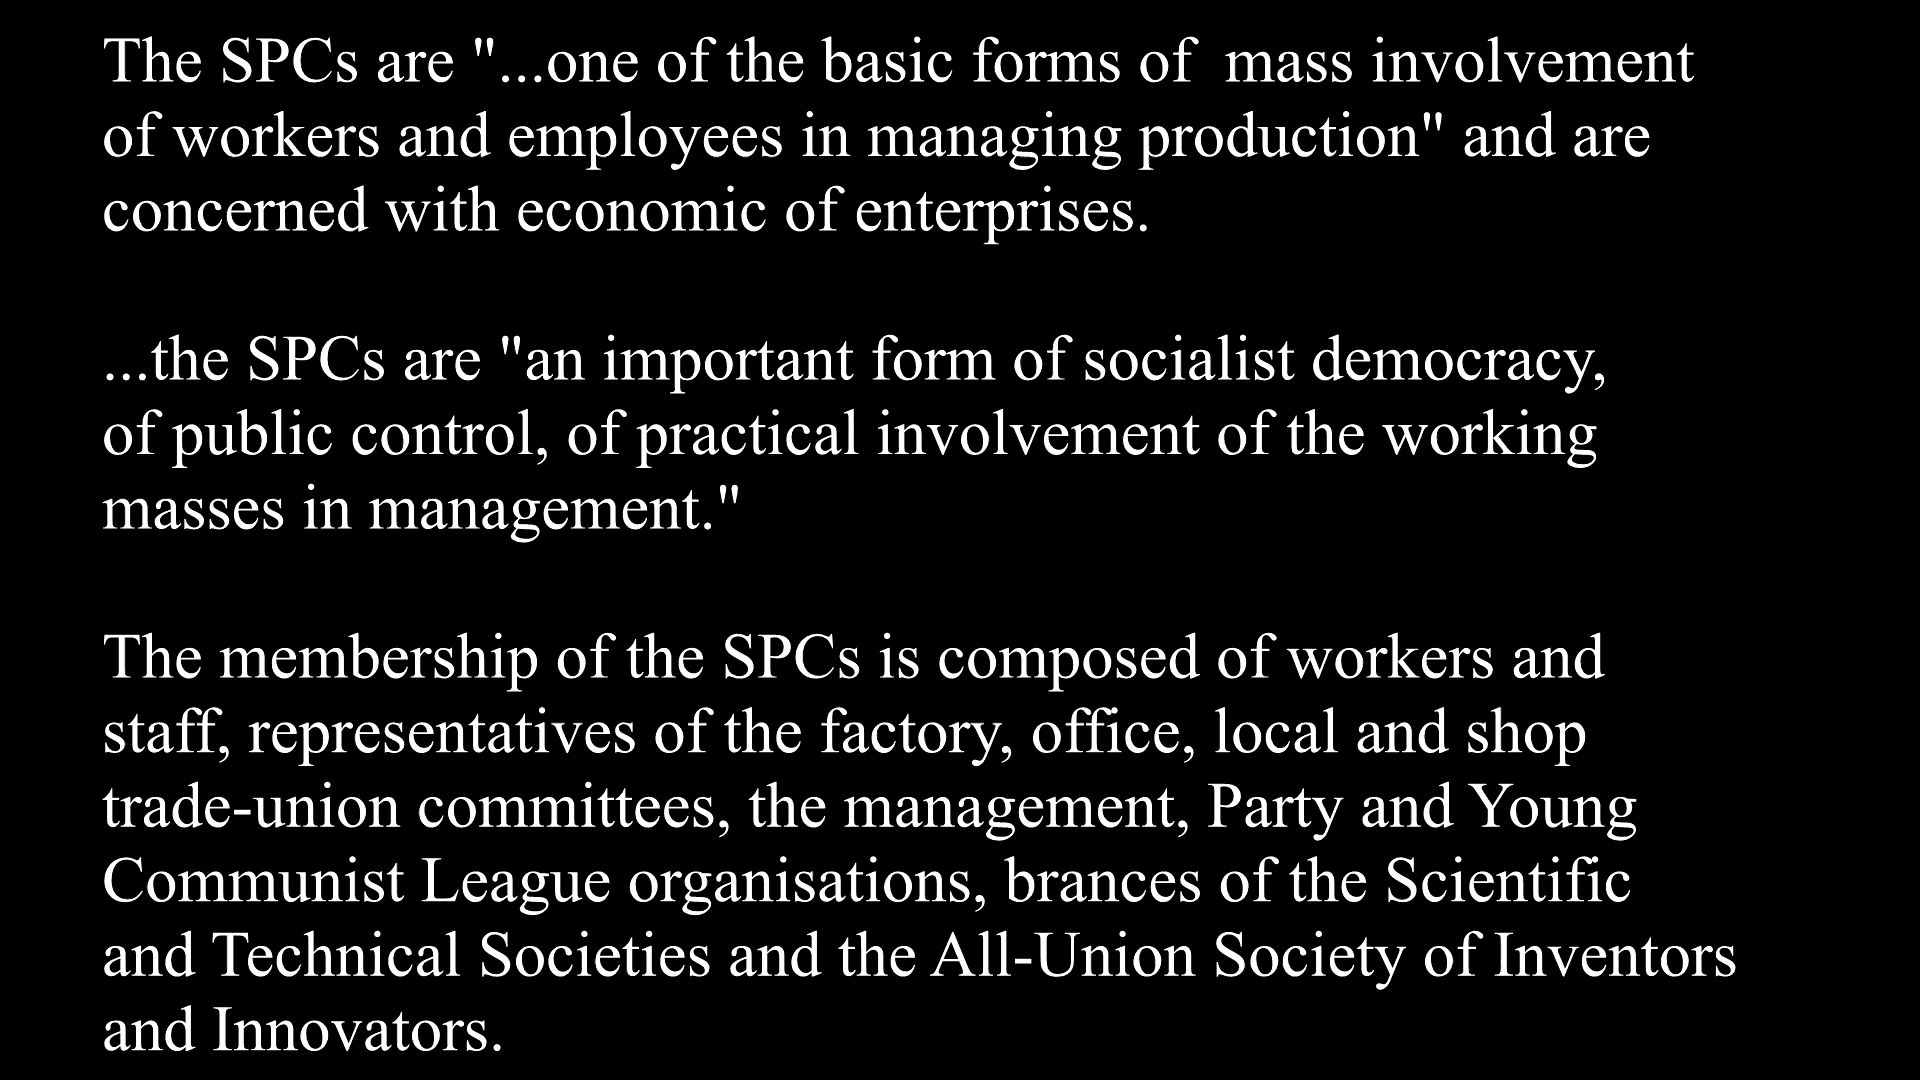 The SPCs are "...one of the basic forms of  mass involvement
of workers and employees in managing production" and are
concerned with economic of enterprises.
...the SPCs are "an important form of socialist democracy,
of public control, of practical involvement of the working
masses in management."
The membership of the SPCs is composed of workers and
staff, representatives of the factory, office, local and shop
trade-union committees, the management, Party and Young
Communist League organisations, brances of the Scientific
and Technical Societies and the All-Union Society of Inventors
and Innovators.